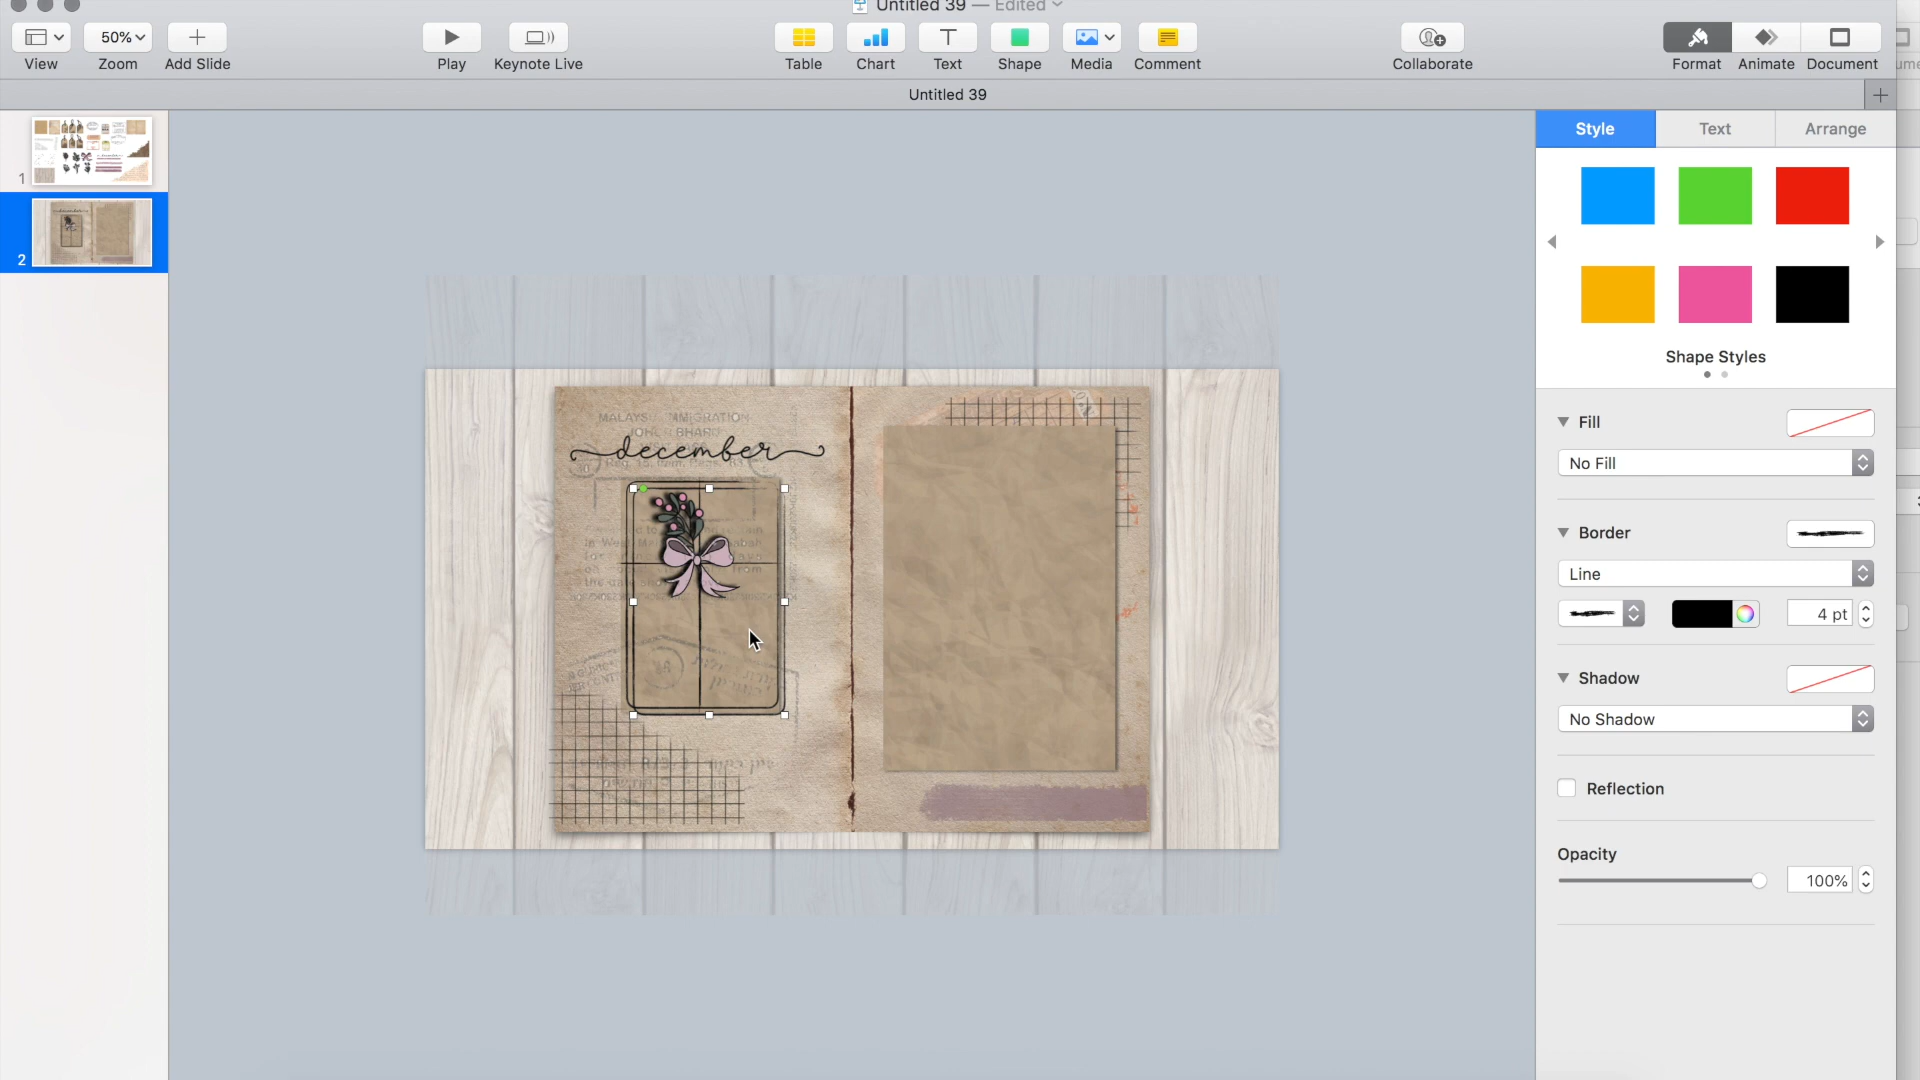 Untitled 39 — Edited
50%
View
Zoom
Add Slide
Play
Keynote Live
Table
Chart
Text
Shape
Media
Comment
Collaborate
Format
Animate
Document
Untitled 39
1
2
Style
Text
Arrange
Shape Styles
Fill
No Fill
Border
Line
4 pt
Shadow
No Shadow
Reflection
Opacity
100%
december